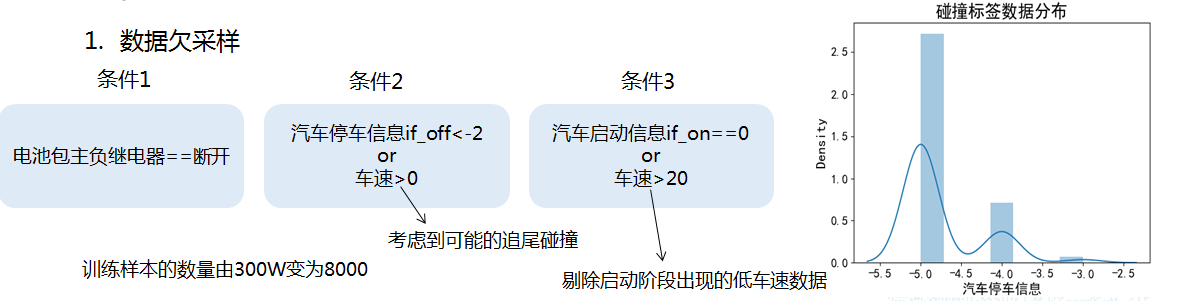 1. 数据欠采样
条件1
条件2
条件3
电池包主负继电器==断开
汽车停车信息if_off<-2
or
车速>0
汽车启动信息if_on==0
or
车速>20
考虑到可能的追尾碰撞
剔除启动阶段出现的低车速数据
训练样本的数量由300W变为8000
碰撞标签数据分布
Density
2.5
2.0
1.5
1.0
0.5
0.0
-5.5 -5.0 -4.5 -4.0 -3.5 -3.0 -2.5
汽车停车信息